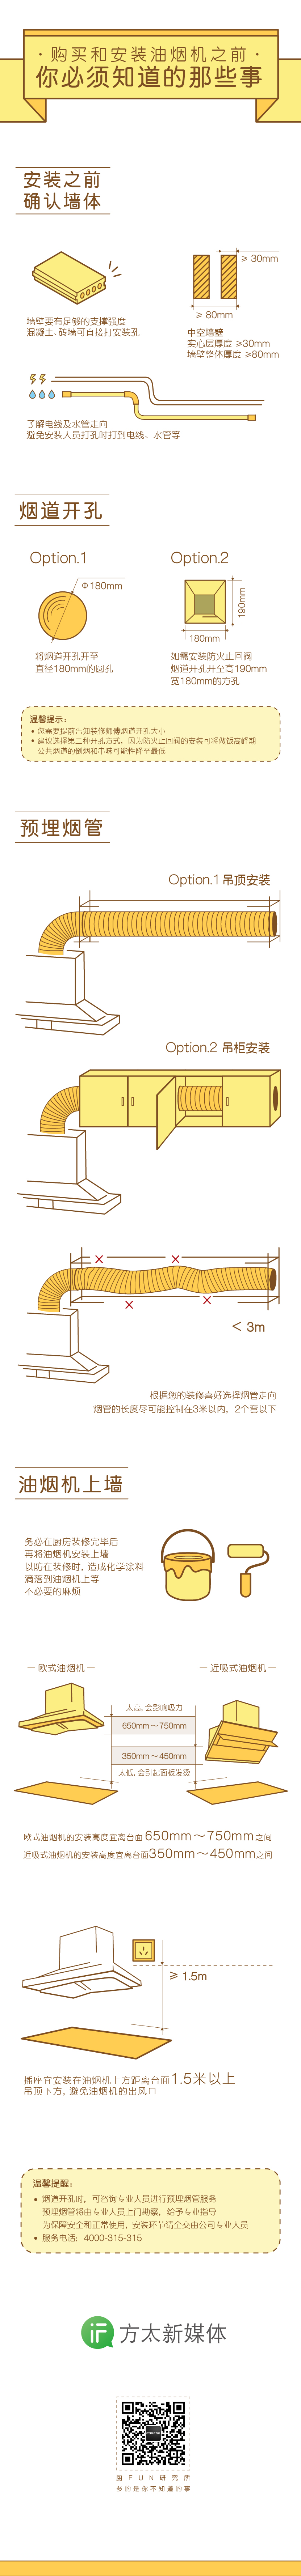 · 购买和安装油烟机之前 ·
你必须知道的那些事
安装之前
确认墙体
≥ 30mm
≥ 80mm
墙壁要有足够的支撑强度
混凝土、砖墙可直接打安装孔
中空墙壁
实心层厚度 ≥30mm
墙壁整体厚度 ≥80mm
了解电线及水管走向
避免安装人员打孔时打到电线、水管等
烟道开孔
Option.1
Option.2
Φ180mm
190mm
180mm
将烟道开孔开至
直径180mm的圆孔
如需安装防火止回阀
烟道开孔开至高190mm
宽180mm的方孔
温馨提示：
• 您需要提前告知装修师傅烟道开孔大小
• 建议选择第二种开孔方式，因为防火止回阀的安装可将做饭高峰期
公共烟道的倒烟和串味可能性降至最低
预埋烟管
Option.1 吊顶安装
Option.2 吊柜安装
< 3m
根据您的装修喜好选择烟管走向
烟管的长度尽可能控制在3米以内，2个弯以下
油烟机上墙
务必在厨房装修完毕后
再将油烟机安装上墙
以防在装修时，造成化学涂料
滴落到油烟机上等
不必要的麻烦
— 欧式油烟机 —
— 近吸式油烟机 —
太高，会影响吸力
650mm～750mm
350mm～450mm
太低，会引起面板发烫
欧式油烟机的安装高度宜离台面 650mm～750mm 之间
近吸式油烟机的安装高度宜离台面350mm～450mm之间
≥ 1.5m
插座宜安装在油烟机上方距离台面1.5米以上
吊顶下方，避免油烟机的出风口
温馨提醒：
• 烟道开孔时，可咨询专业人员进行预埋烟管服务
预埋烟管将由专业人员上门勘察，给予专业指导
为保障安全和正常使用，安装环节请全交由公司专业人员
• 服务电话：4000-315-315
iF 方太新媒体
厨 F U N 研 究 所
多 的 是 你 不 知 道 的 事